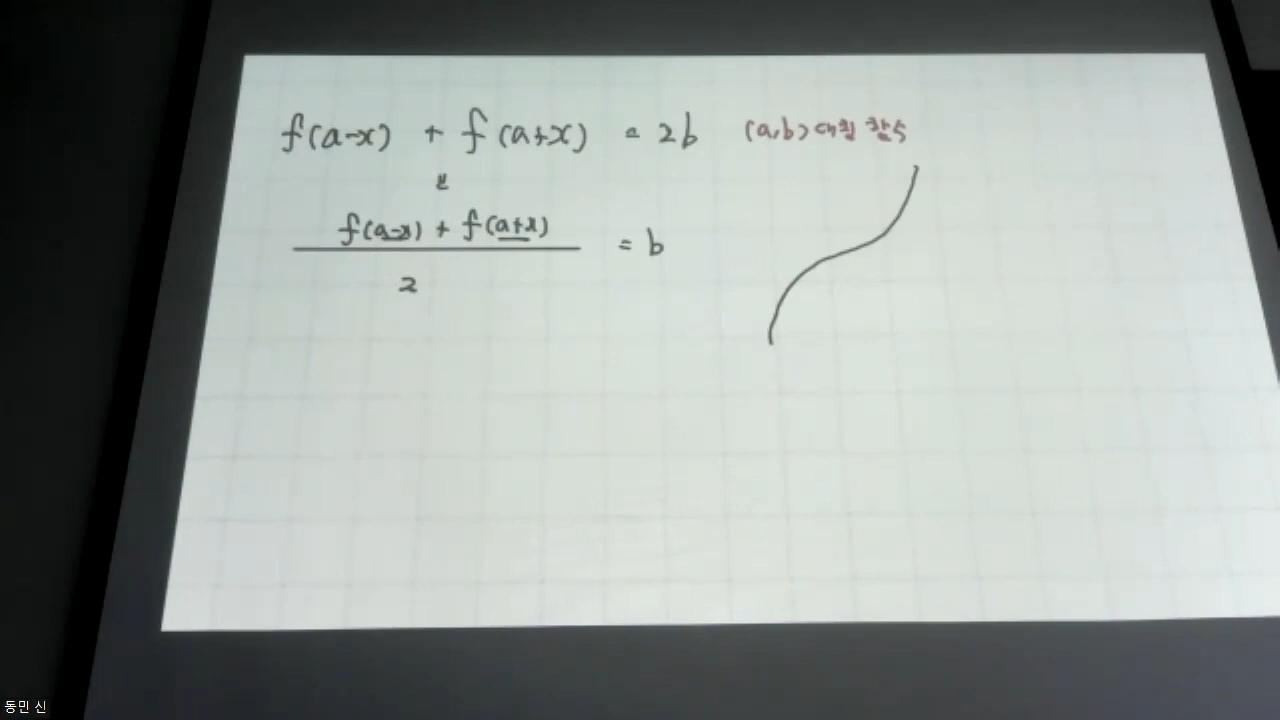 f(a-x) + f(a+x) = 2b (a,b) 대칭 함수
f(a-x) + f(a+x)
= b
2
동민 신